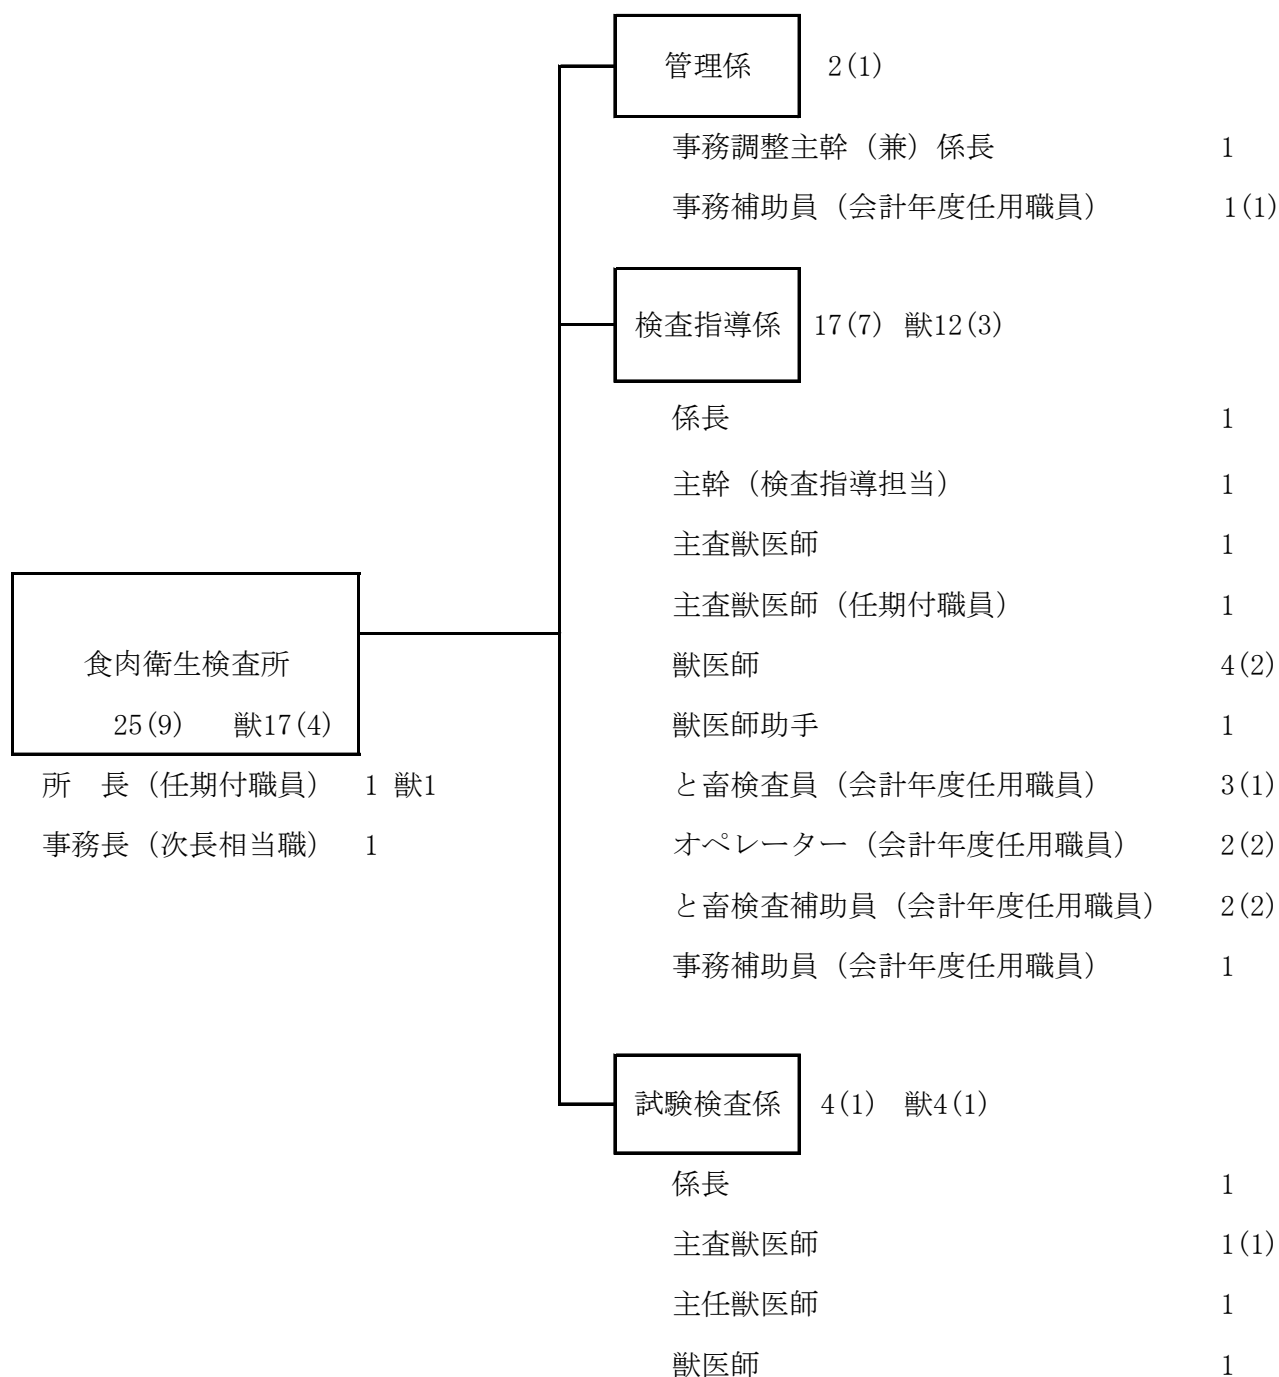 管理係 2(1)
事務調整主幹（兼）係長 1
事務補助員（会計年度任用職員） 1(1)
検査指導係 17(7) 獣12(3)
係長 1
主幹（検査指導担当） 1
主査獣医師 1
主査獣医師（任期付職員） 1
獣医師 4(2)
獣医師助手 1
と畜検査員（会計年度任用職員） 3(1)
オペレーター（会計年度任用職員） 2(2)
と畜検査補助員（会計年度任用職員） 2(2)
事務補助員（会計年度任用職員） 1
食肉衛生検査所
25(9) 獣17(4)
所　長（任期付職員） 1 獣1
事務長（次長相当職） 1
試験検査係 4(1) 獣4(1)
係長 1
主査獣医師 1(1)
主任獣医師 1
獣医師 1